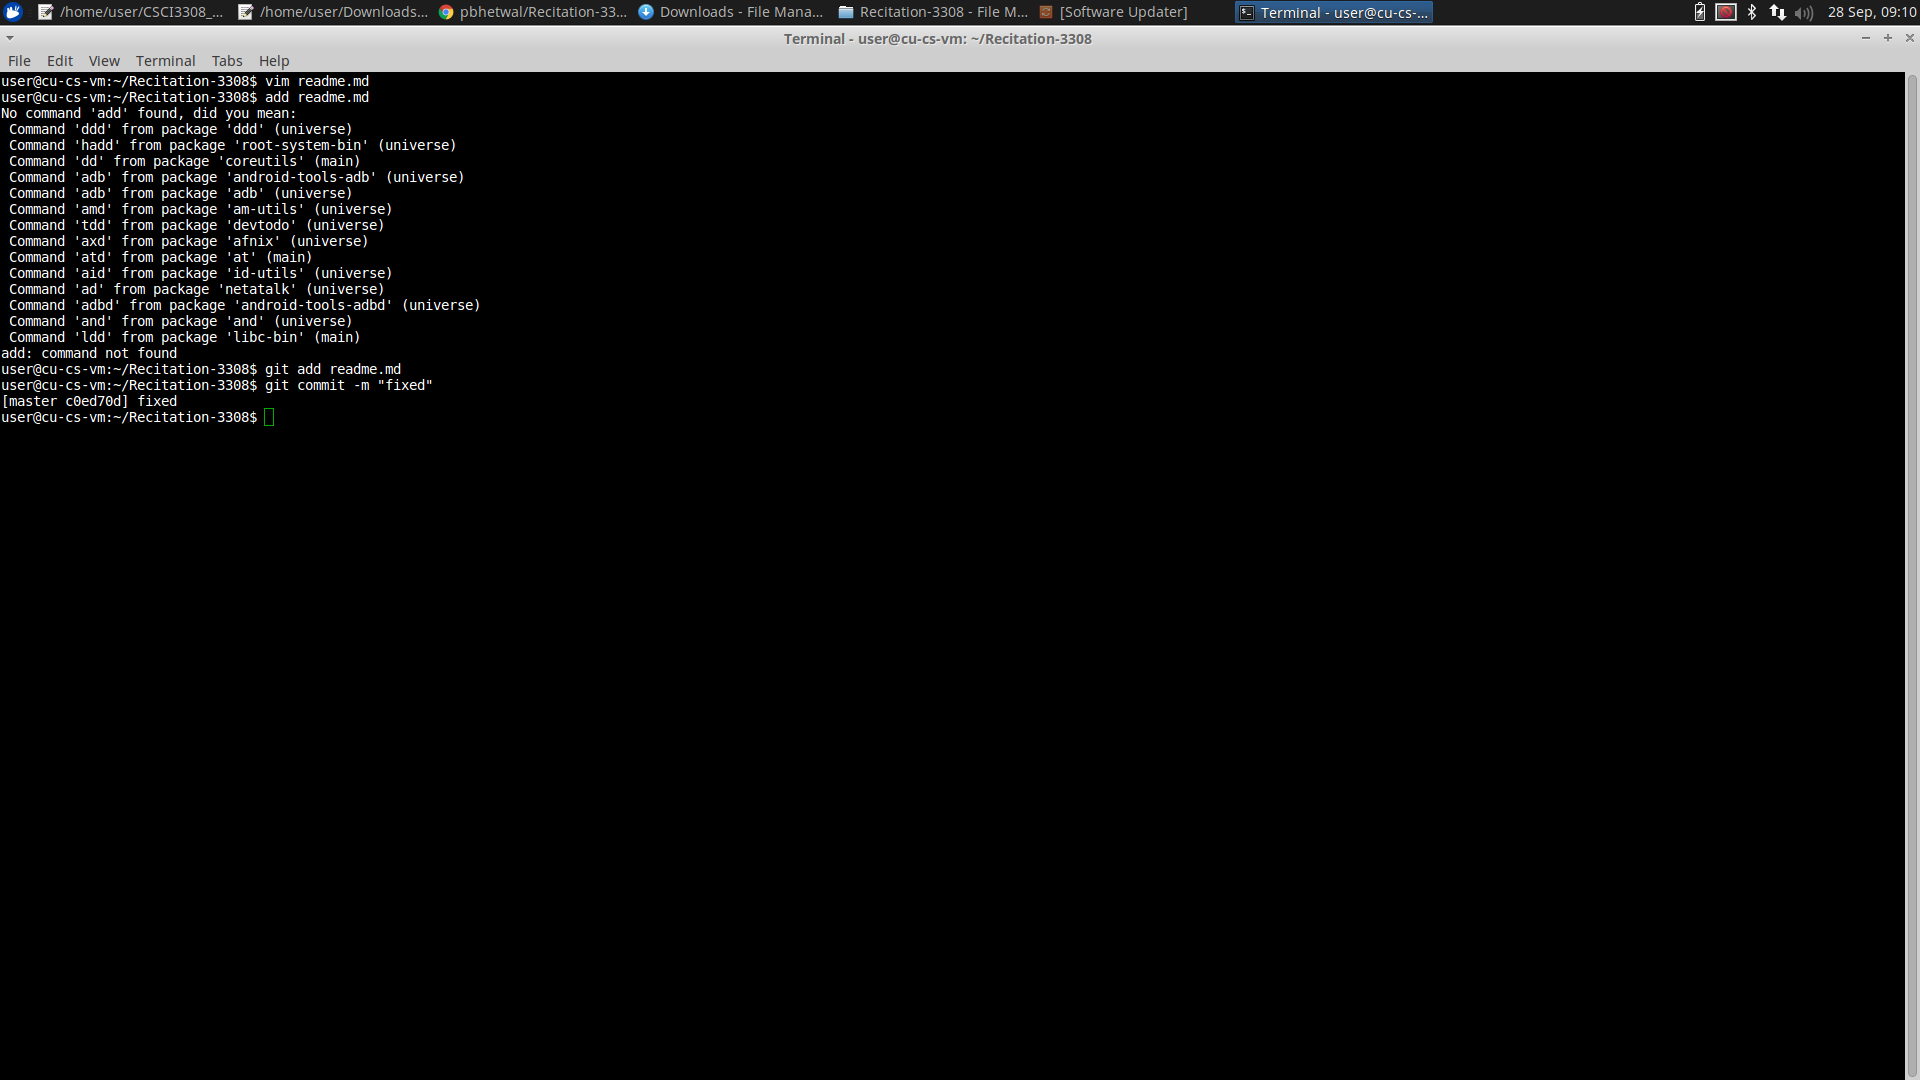 /home/user/CSCI3308_... /home/user/Downloads... pbhetwal/Recitation-33... Downloads - File Mana... Recitation-3308 - File M... [Software Updater] Terminal - user@cu-cs-... 28 Sep, 09:10
Terminal - user@cu-cs-vm: ~/Recitation-3308
File Edit View Terminal Tabs Help
user@cu-cs-vm:~/Recitation-3308$ vim readme.md
user@cu-cs-vm:~/Recitation-3308$ add readme.md
No command 'add' found, did you mean:
 Command 'ddd' from package 'ddd' (universe)
 Command 'hadd' from package 'root-system-bin' (universe)
 Command 'dd' from package 'coreutils' (main)
 Command 'adb' from package 'android-tools-adb' (universe)
 Command 'adb' from package 'adb' (universe)
 Command 'amd' from package 'am-utils' (universe)
 Command 'tdd' from package 'devtodo' (universe)
 Command 'axd' from package 'afnix' (universe)
 Command 'atd' from package 'at' (main)
 Command 'aid' from package 'id-utils' (universe)
 Command 'ad' from package 'netatalk' (universe)
 Command 'adbd' from package 'android-tools-adbd' (universe)
 Command 'and' from package 'and' (universe)
 Command 'ldd' from package 'libc-bin' (main)
add: command not found
user@cu-cs-vm:~/Recitation-3308$ git add readme.md
user@cu-cs-vm:~/Recitation-3308$ git commit -m "fixed"
[master c0ed70d] fixed
user@cu-cs-vm:~/Recitation-3308$